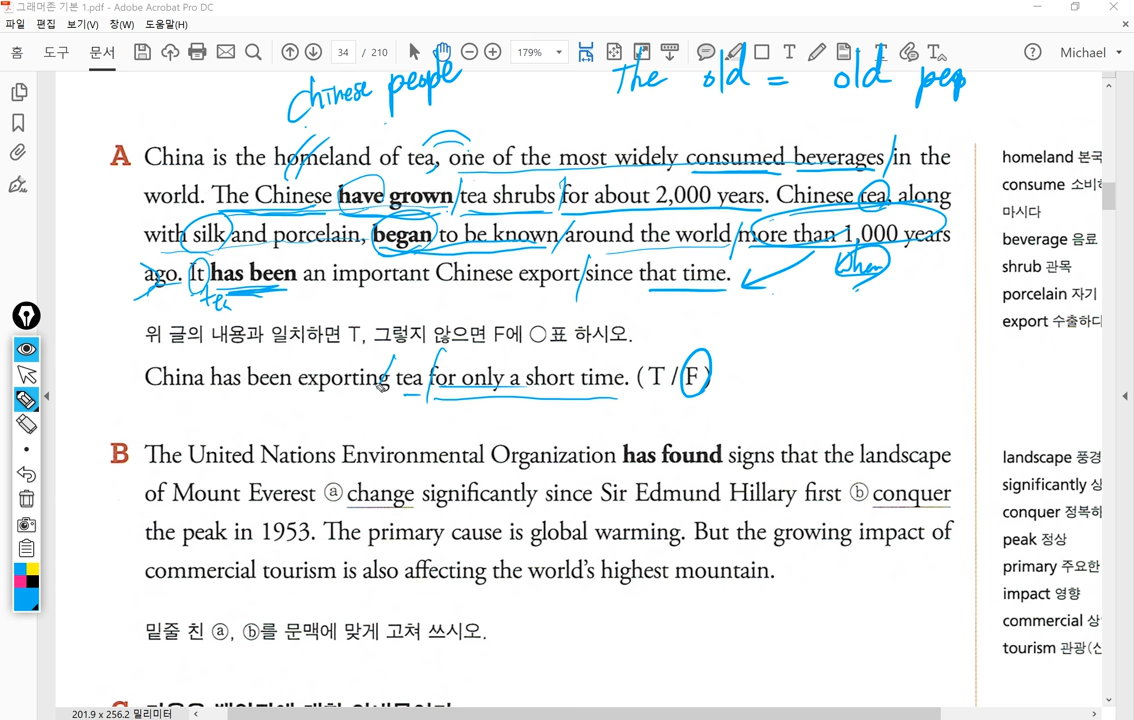 그래머존 기본 1.pdf - Adobe Acrobat Pro DC
파일 편집 보기(V) 창(W) 도움말(H)
홈 도구 문서 34 / 210 179% Michael
Chinese people The old = old peop
A China is the homeland of tea, one of the most widely consumed beverages in the
world. The Chinese have grown tea shrubs for about 2,000 years. Chinese tea, along
with silk and porcelain, began to be known around the world more than 1,000 years
ago. It has been an important Chinese export since that time.
when
tea
위 글의 내용과 일치하면 T, 그렇지 않으면 F에 ○표 하시오.
China has been exporting tea for only a short time. ( T / F )
homeland 본국
consume 소비하
마시다
beverage 음료
shrub 관목
porcelain 자기
export 수출하다
B The United Nations Environmental Organization has found signs that the landscape
of Mount Everest ⓐ change significantly since Sir Edmund Hillary first ⓑ conquer
the peak in 1953. The primary cause is global warming. But the growing impact of
commercial tourism is also affecting the world's highest mountain.
밑줄 친 ⓐ, ⓑ를 문맥에 맞게 고쳐 쓰시오.
landscape 풍경
significantly 상
conquer 정복하
peak 정상
primary 주요한
impact 영향
commercial 상
tourism 관광(산
201.9 x 256.2 밀리미터